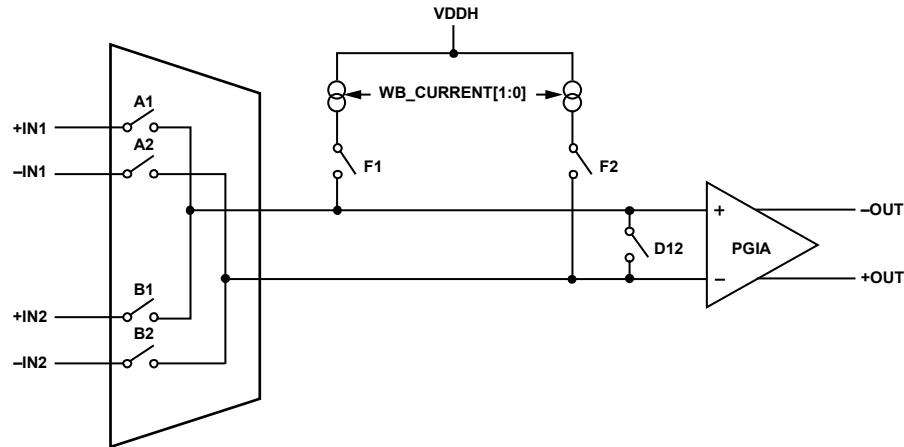 VDDH
WB_CURRENT[1:0]
A1
+IN1
A2
–IN1
F1
F2
+
–OUT
D12
PGIA
–
+OUT
B1
+IN2
B2
–IN2